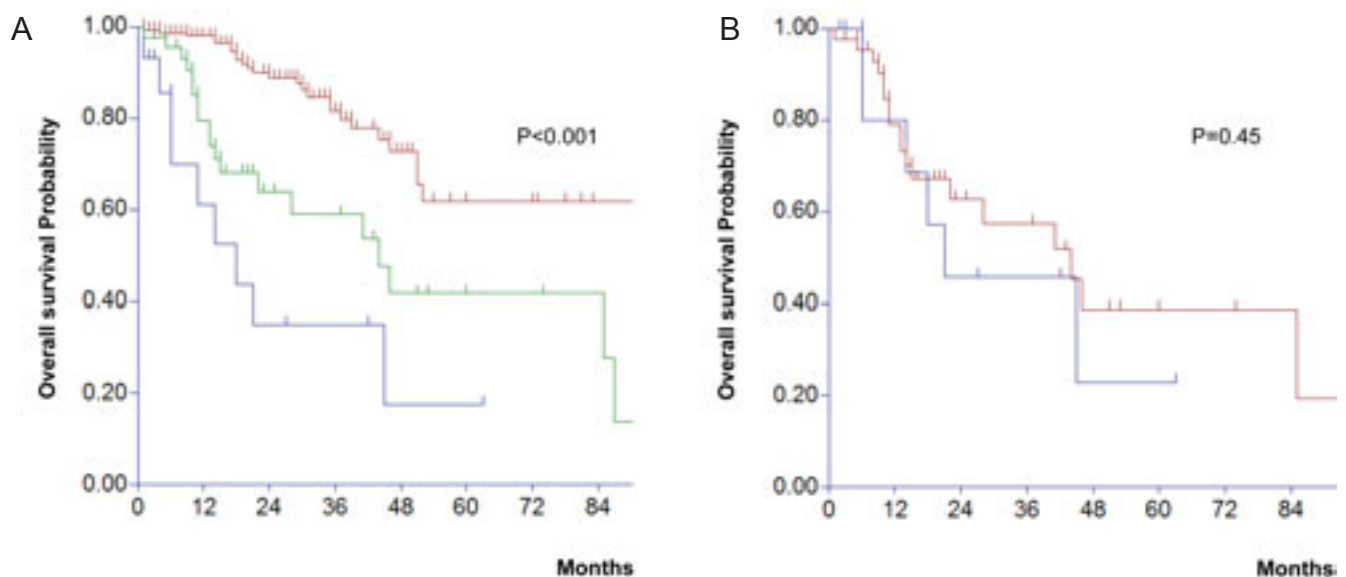 A
Overall survival Probability
1.00
0.80
0.60
0.40
0.20
0.00
P<0.001
0 12 24 36 48 60 72 84
Months
B
Overall survival Probability
1.00
0.80
0.60
0.40
0.20
0.00
P=0.45
0 12 24 36 48 60 72 84
Months